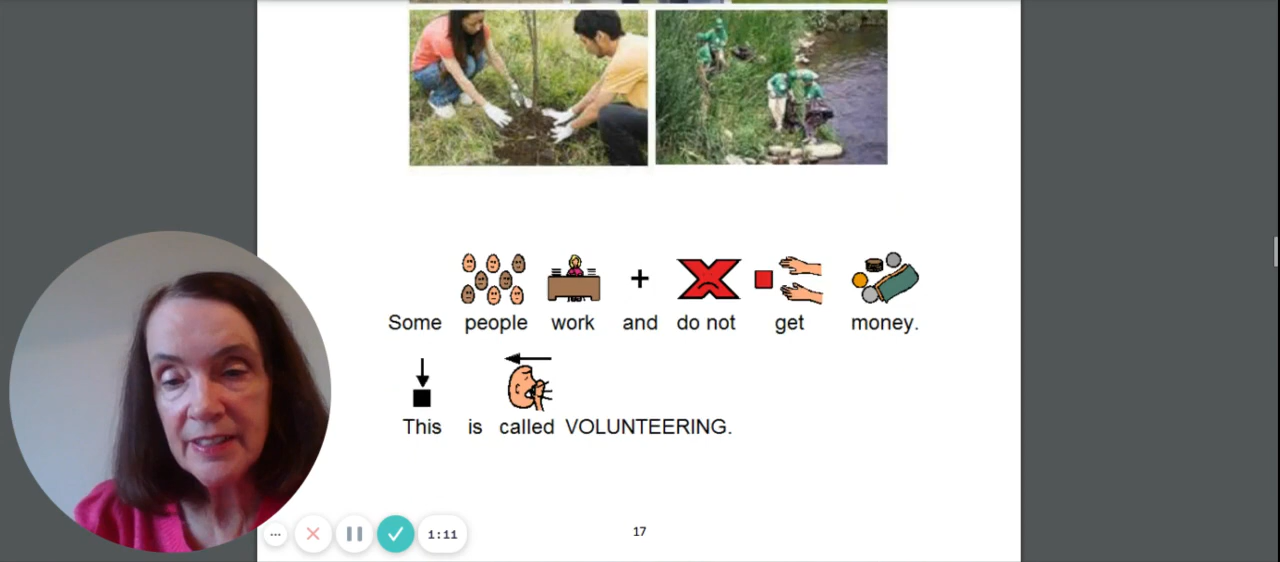 Some people work and do not get money.
This is called VOLUNTEERING.
1:11
17